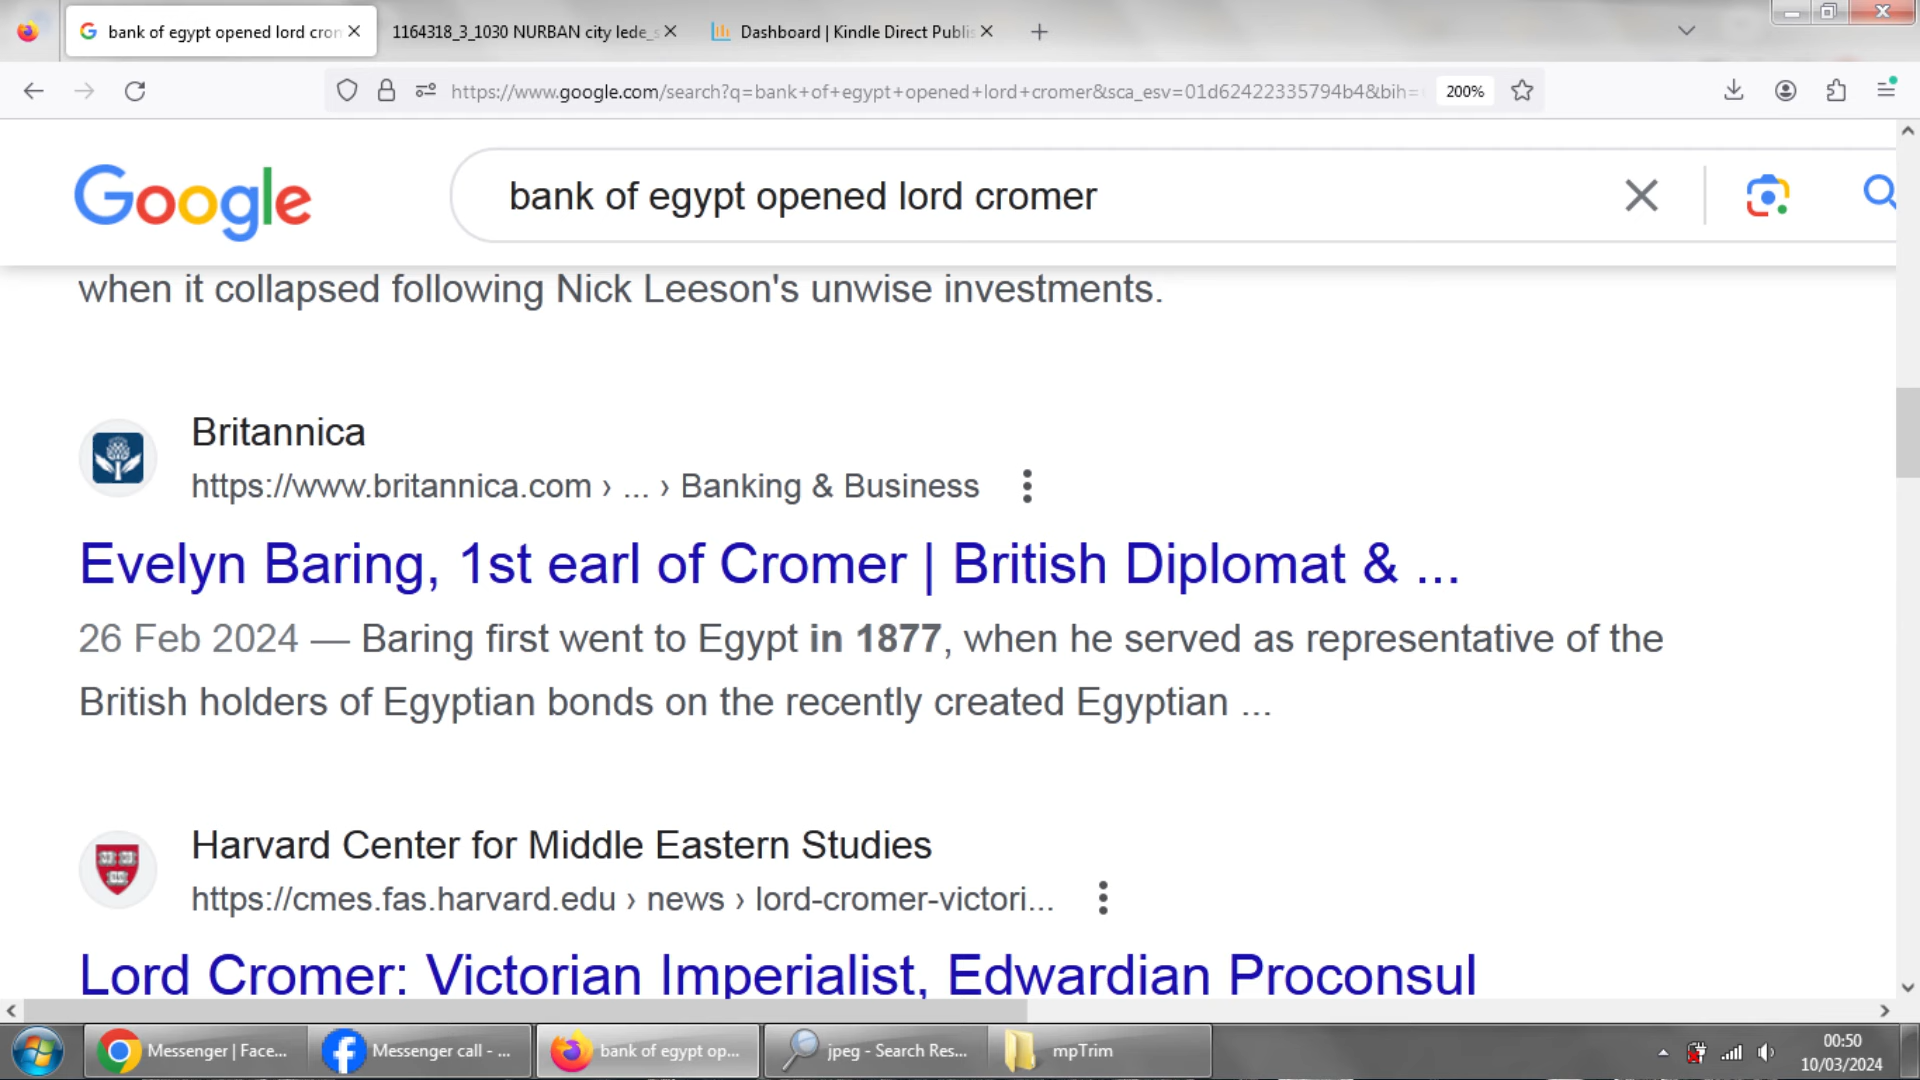 bank of egypt opened lord cron
1164318_3_1030 NURBAN city lede_s
Dashboard | Kindle Direct Publis
https://www.google.com/search?q=bank+of+egypt+opened+lord+cromer&sca_esv=01d62422335794b4&bih=
200%
Google
bank of egypt opened lord cromer
when it collapsed following Nick Leeson's unwise investments.
Britannica
https://www.britannica.com › ... › Banking & Business
Evelyn Baring, 1st earl of Cromer | British Diplomat & ...
26 Feb 2024 — Baring first went to Egypt in 1877, when he served as representative of the
British holders of Egyptian bonds on the recently created Egyptian ...
Harvard Center for Middle Eastern Studies
https://cmes.fas.harvard.edu › news › lord-cromer-victori...
Lord Cromer: Victorian Imperialist, Edwardian Proconsul
Messenger | Face...
Messenger call - ...
bank of egypt op...
jpeg - Search Res...
mpTrim
00:50
10/03/2024